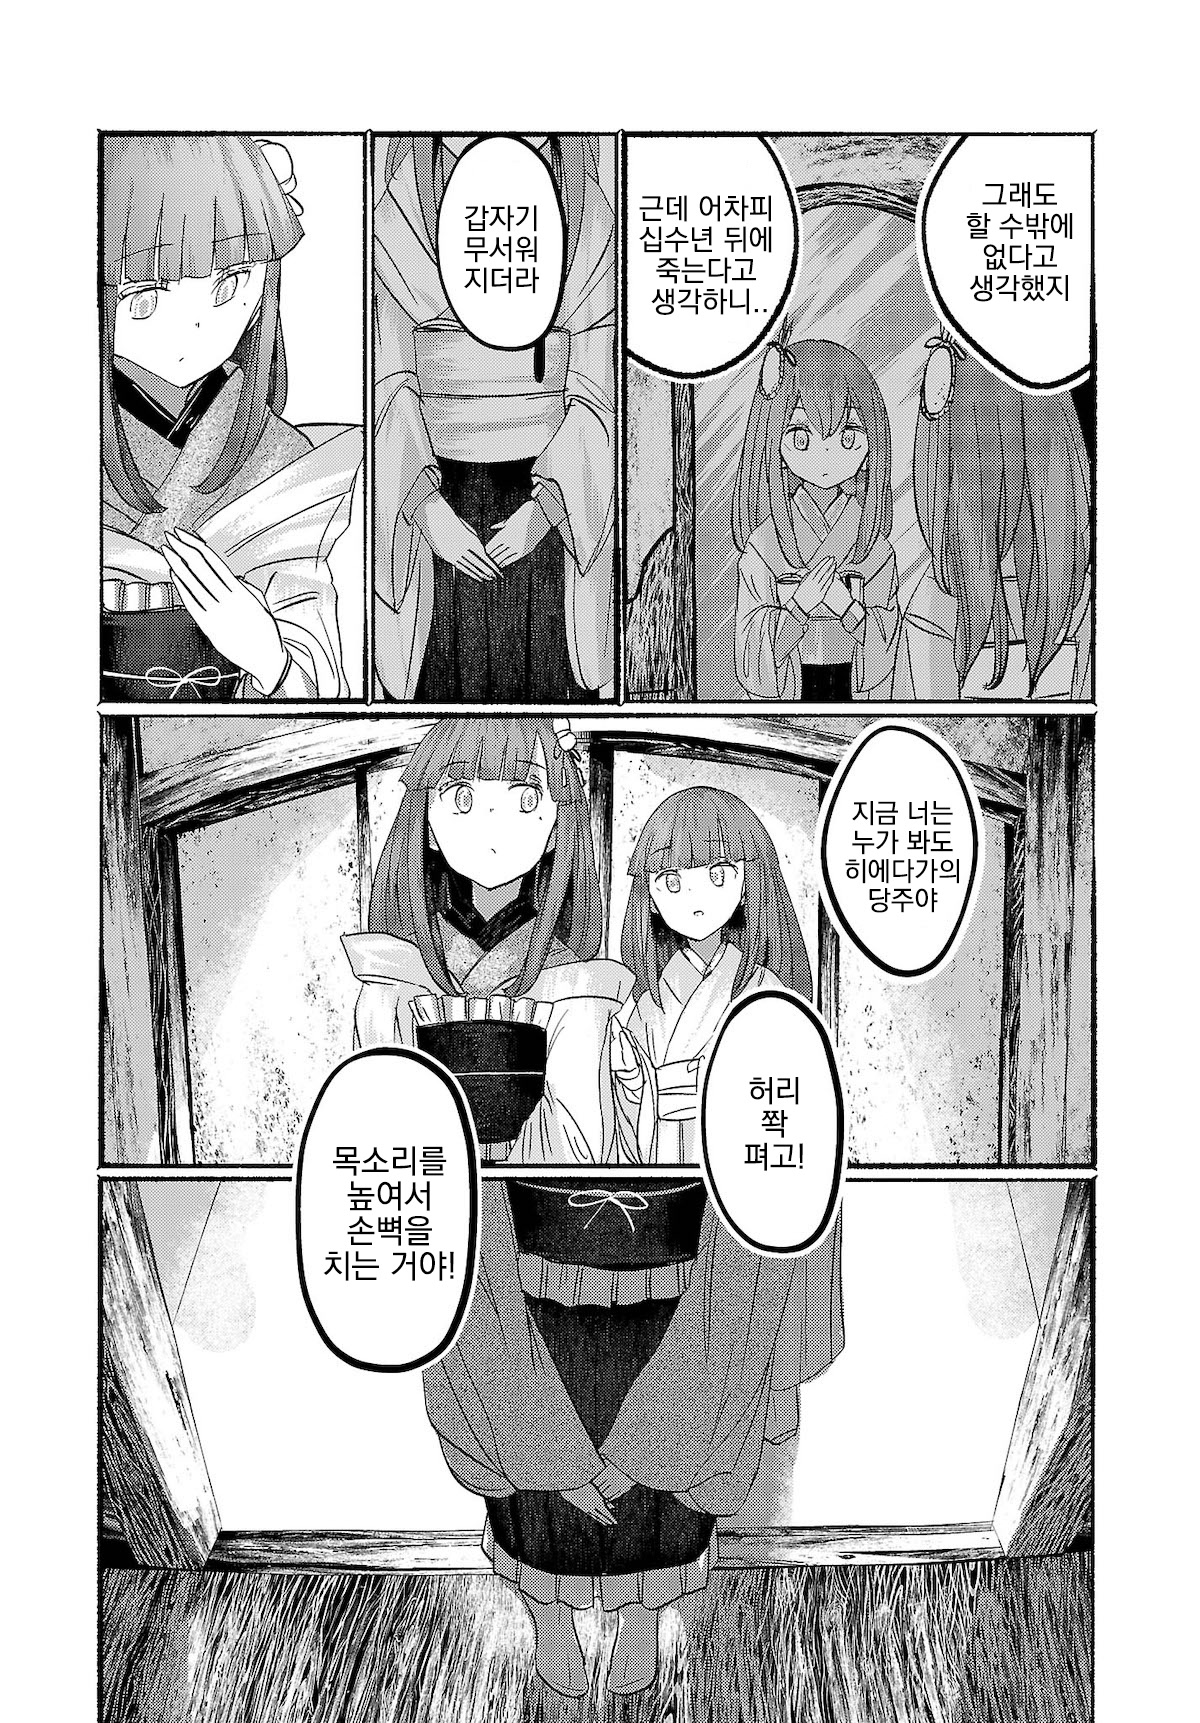 그래도
할 수밖에
없다고
생각했지
근데 어차피
십수년 뒤에
죽는다고
생각하니..
갑자기
무서워
지더라
지금 너는
누가 봐도
히에다가의
당주야
허리
쫙
펴고!
목소리를
높여서
손뼉을
치는 거야!